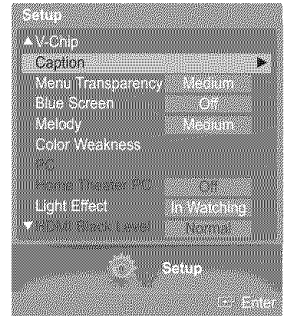 Setup
▲ V-Chip
Caption ►
Menu Transparency Medium
Blue Screen Off
Melody Medium
Color Weakness
PC
Home Theater PC Off
Light Effect In Watching
▼ HDMI Black Level Normal
Setup
Enter